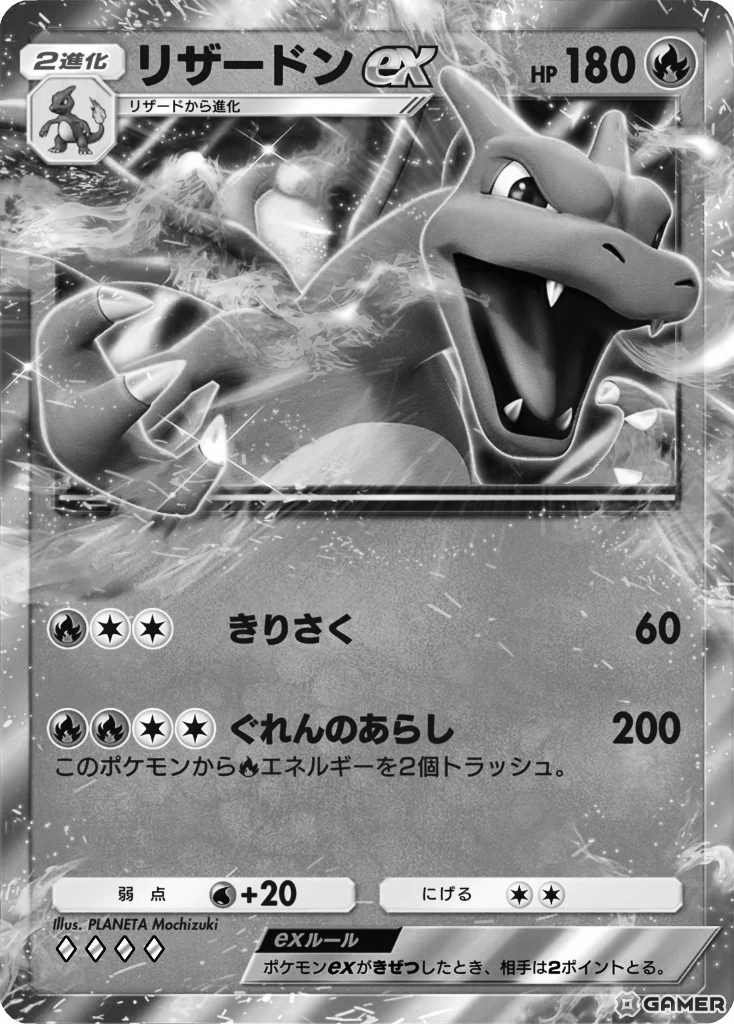 2進化 リザードンex HP 180
リザードから進化
きりさく 60
ぐれんのあらし 200
このポケモンからエネルギーを2個トラッシュ。
弱点 +20 にげる
Illus. PLANETA Mochizuki
exルール
ポケモンexがきぜつしたとき、相手は2ポイントとる。
GAMER